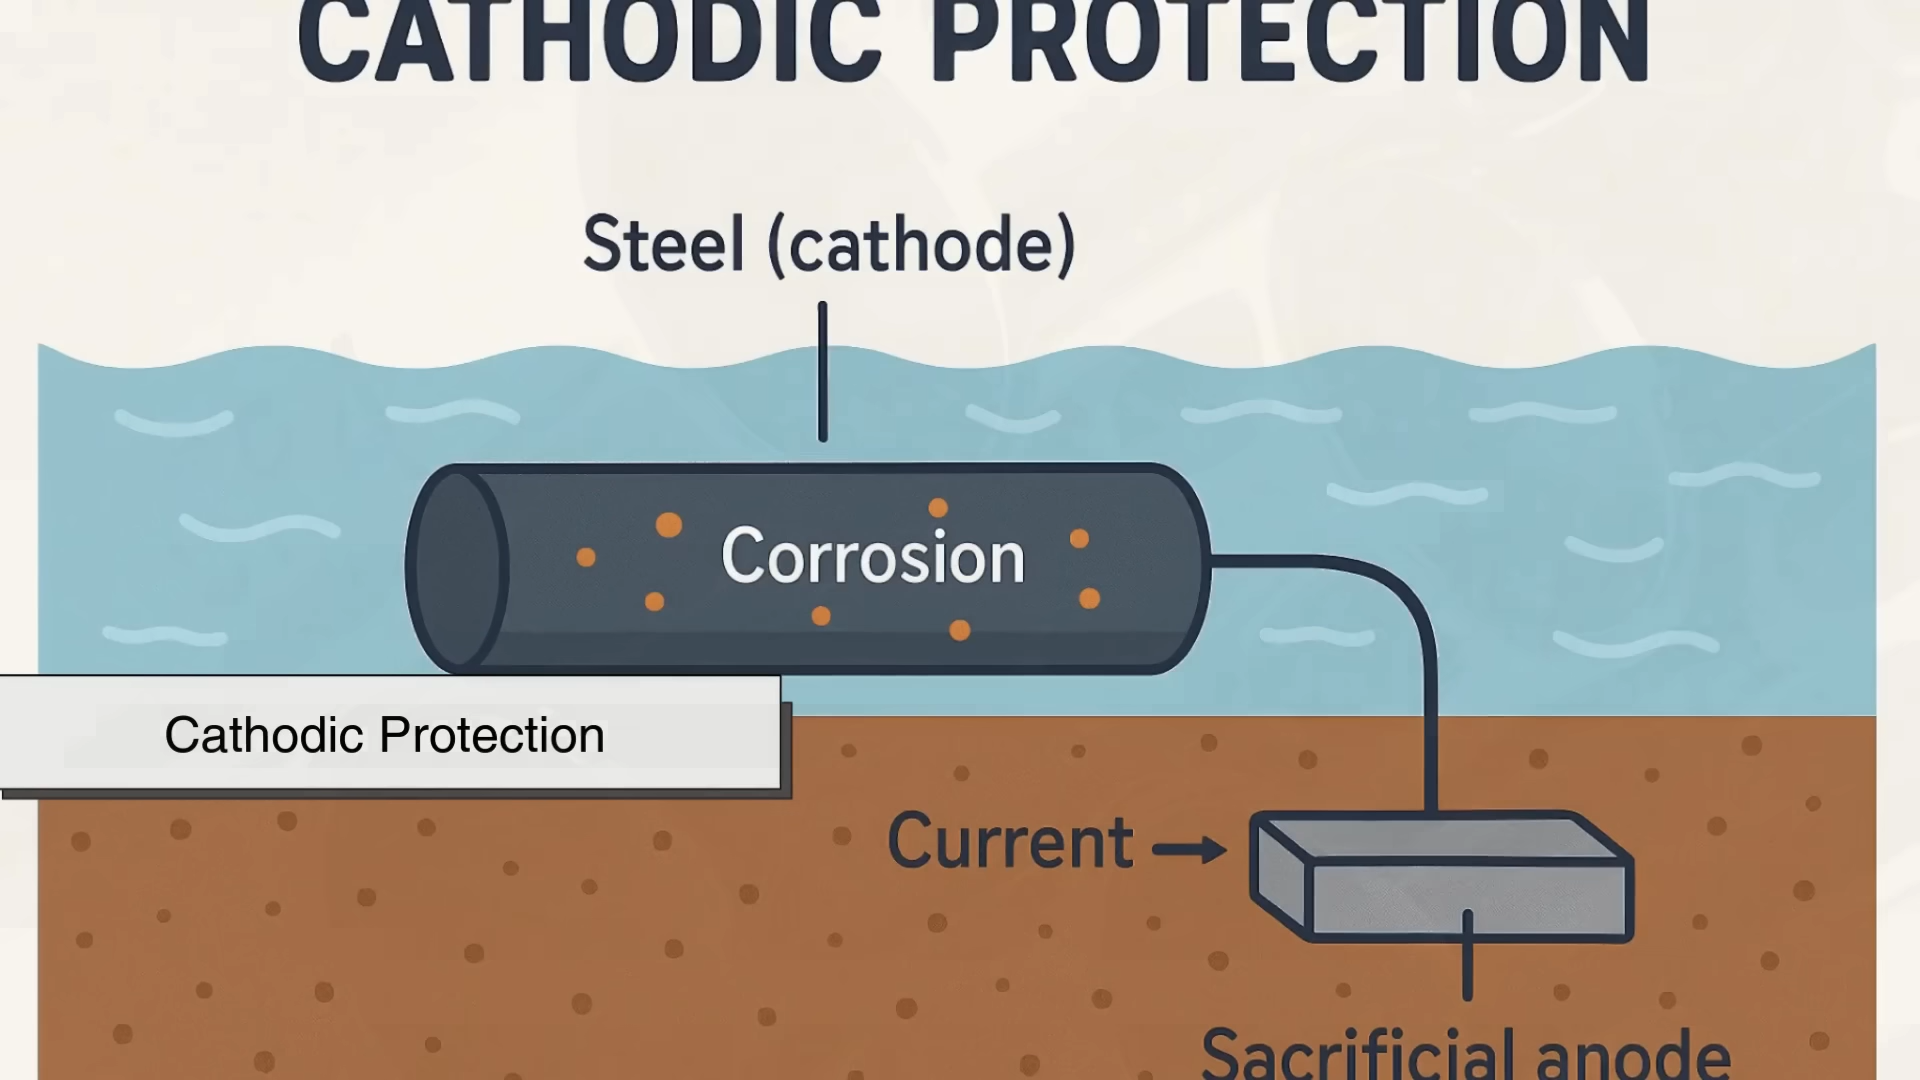 CATHODIC PROTECTION
Steel (cathode)
Corrosion
Cathodic Protection
Current
Sacrificial anode